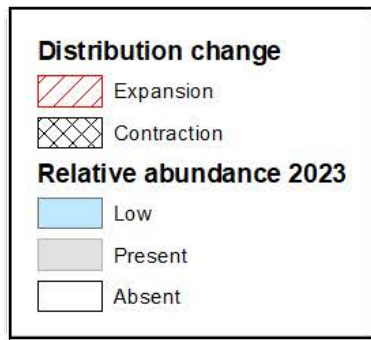 Distribution change
Expansion
Contraction
Relative abundance 2023
Low
Present
Absent